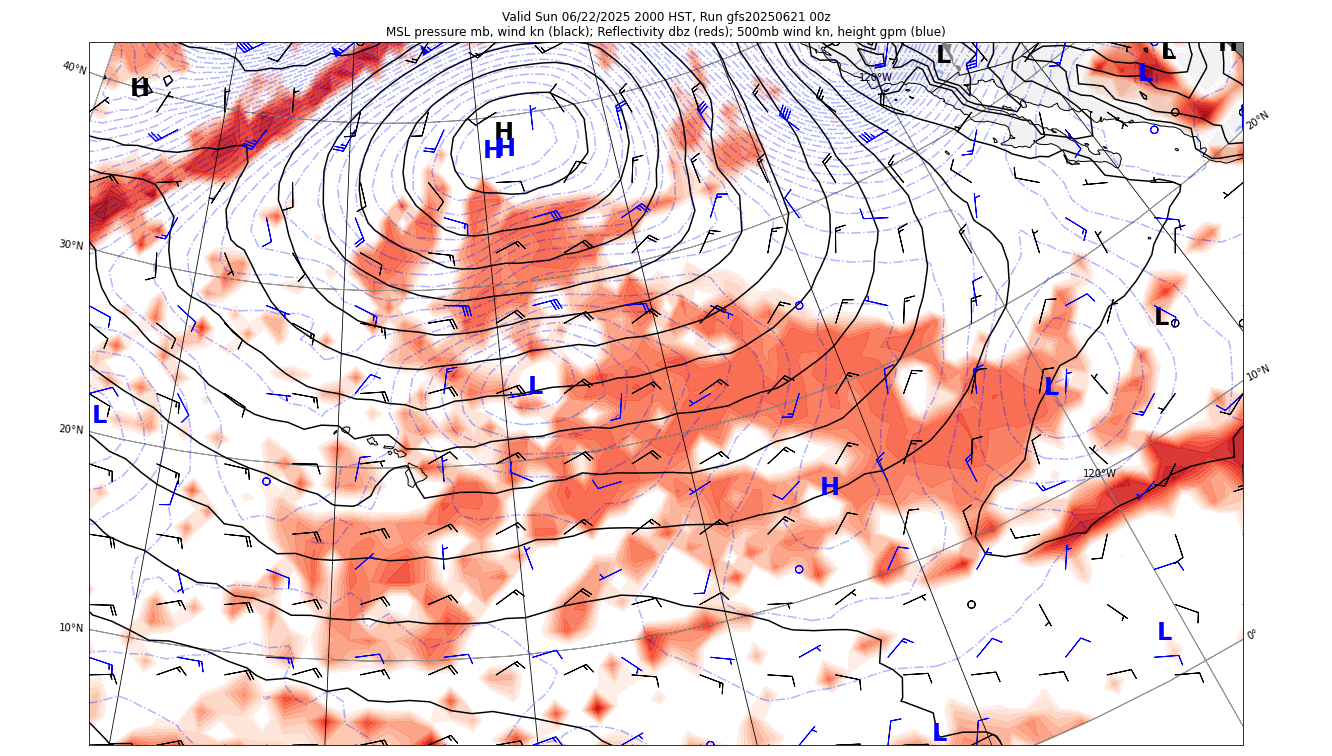 Valid Sun 06/22/2025 2000 HST, Run gfs20250621 00z
MSL pressure mb, wind kn (black); Reflectivity dbz (reds); 500mb wind kn, height gpm (blue)
H
L
L
40°N
120°W
L
H
20°N
H
HH
30°N
L
10°N
L
L
L
20°N
120°W
H
10°N
L
0°
L